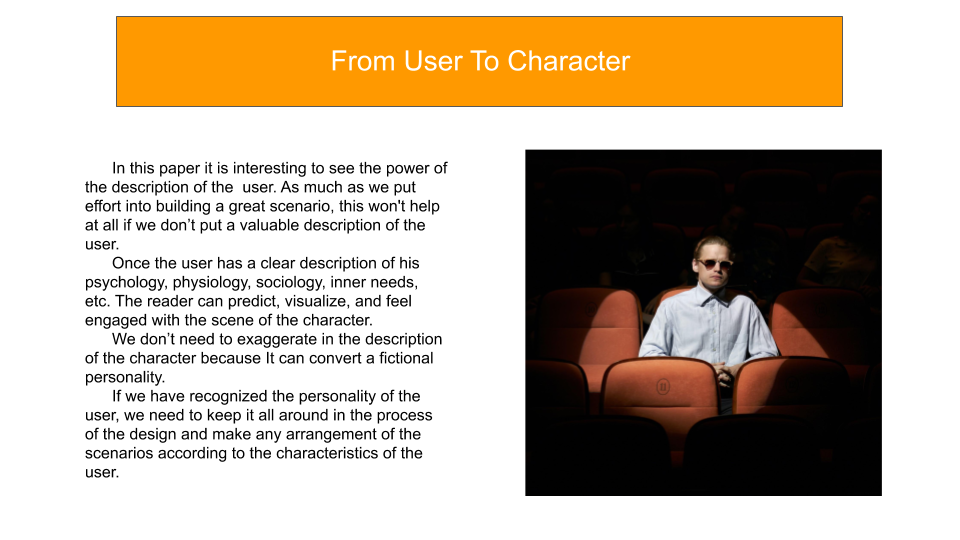 From User To Character
In this paper it is interesting to see the power of
the description of the  user. As much as we put
effort into building a great scenario, this won't help
at all if we don’t put a valuable description of the
user.
Once the user has a clear description of his
psychology, physiology, sociology, inner needs,
etc. The reader can predict, visualize, and feel
engaged with the scene of the character.
We don’t need to exaggerate in the description
of the character because It can convert a fictional
personality.
If we have recognized the personality of the
user, we need to keep it all around in the process
of the design and make any arrangement of the
scenarios according to the characteristics of the
user.